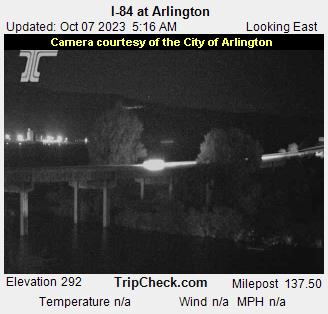 I-84 at Arlington
Updated: Oct 07 2023 5:16 AM Looking East
Camera courtesy of the City of Arlington
Elevation 292 TripCheck.com Milepost 137.50
Temperature n/a Wind n/a MPH n/a